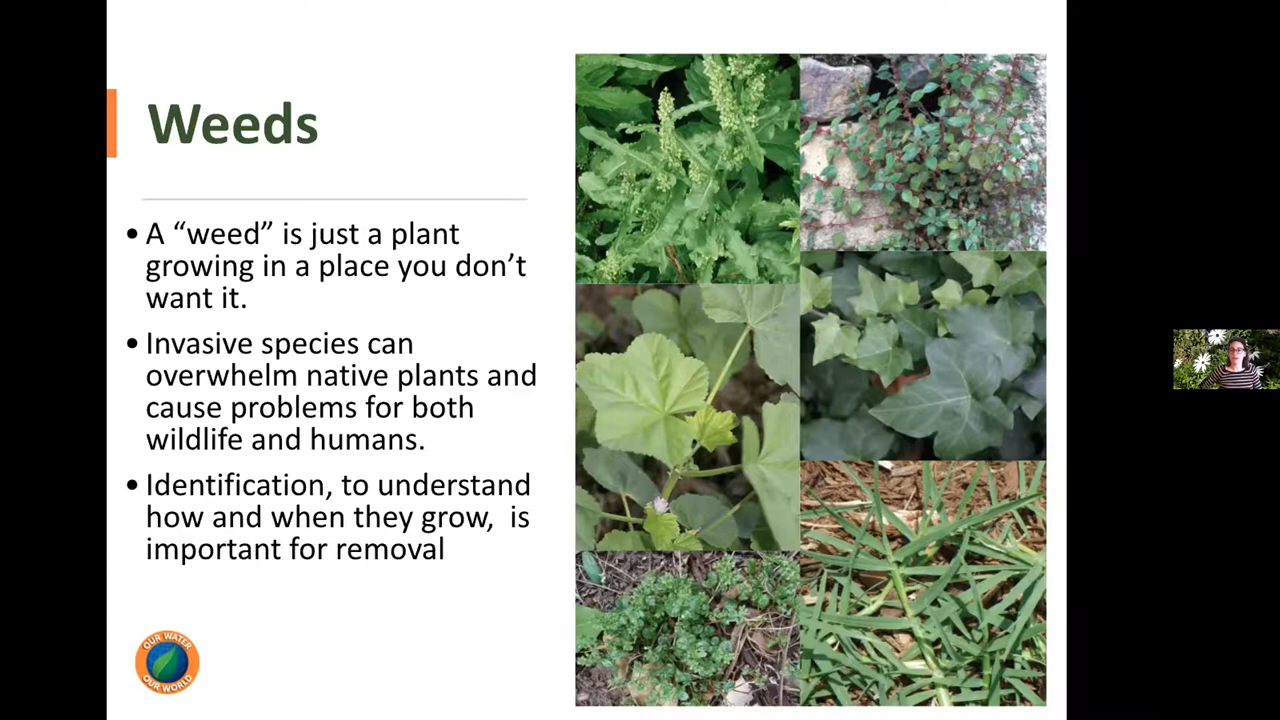 Weeds
• A “weed” is just a plant
growing in a place you don’t
want it.
• Invasive species can
overwhelm native plants and
cause problems for both
wildlife and humans.
• Identification, to understand
how and when they grow,  is
important for removal
OUR WATER
OUR WORLD